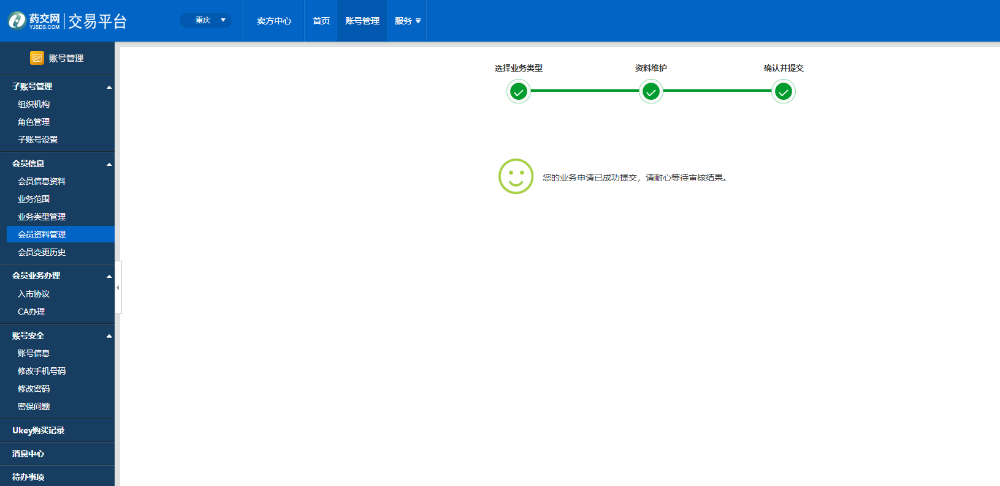 药交网
YJSDS.COM
交易平台
重庆
卖方中心
首页
账号管理
服务
账号管理
子账号管理
组织机构
角色管理
子账号设置
会员信息
会员信息资料
业务范围
业务类型管理
会员资料管理
会员变更历史
会员业务办理
入市协议
CA办理
账号安全
账号信息
修改手机号码
修改密码
密保问题
Ukey购买记录
消息中心
待办事项
选择业务类型
资料维护
确认并提交
您的业务申请已成功提交，请耐心等待审核结果。